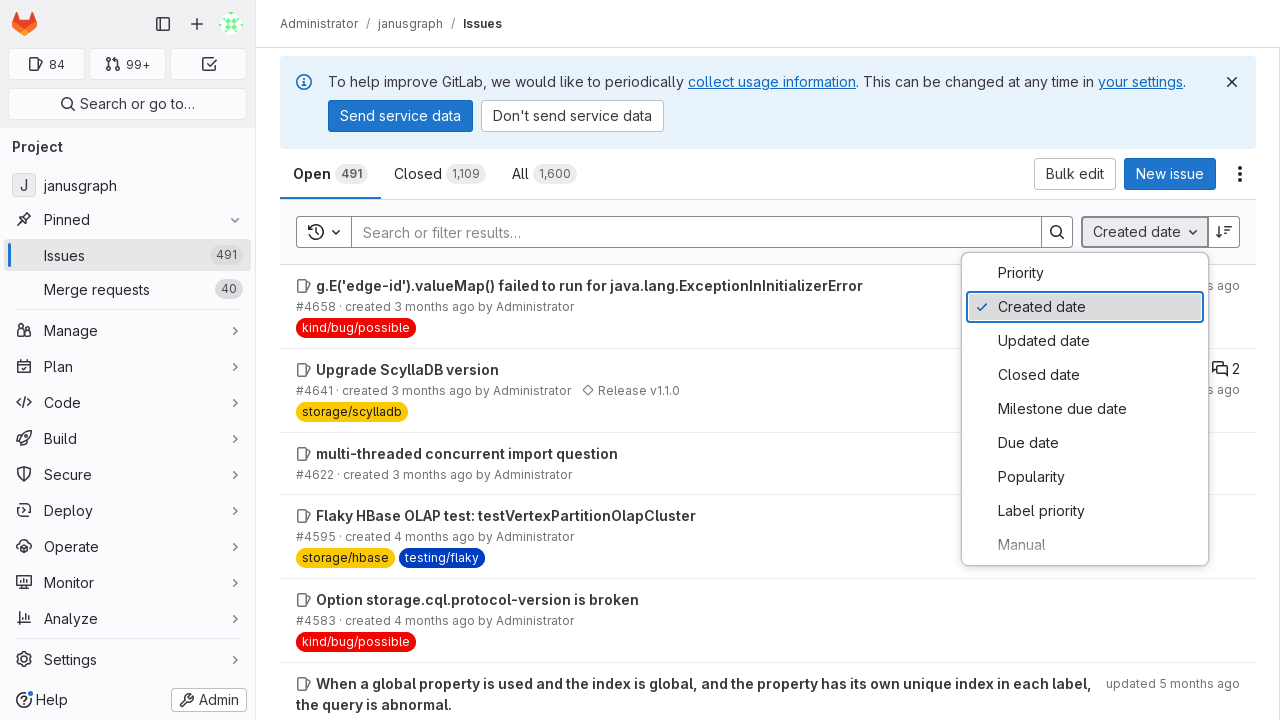 Administrator / janusgraph / Issues
84
99+
Search or go to…
Project
J janusgraph
Pinned
Issues 491
Merge requests 80
Manage
Plan
Code
Build
Secure
Deploy
Operate
Monitor
Analyze
Settings
Help
Admin
To help improve GitLab, we would like to periodically collect usage information. This can be changed at any time in your settings.
Send service data
Don't send service data
Open 491
Closed 1,109
All 1,600
Bulk edit
New issue
Search or filter results…
Created date
Priority
Created date
Updated date
Closed date
Milestone due date
Due date
Popularity
Label priority
Manual
g.E('edge-id').valueMap() failed to run for java.lang.ExceptionInInitializerError
#4658 · created 3 months ago by Administrator
kind/bug/possible
ago
Upgrade ScyllaDB version
2
#4641 · created 3 months ago by Administrator Release v1.1.0
ago
storage/scylladb
multi-threaded concurrent import question
#4622 · created 3 months ago by Administrator
Flaky HBase OLAP test: testVertexPartitionOlapCluster
#4595 · created 4 months ago by Administrator
storage/hbase testing/flaky
Option storage.cql.protocol-version is broken
#4583 · created 4 months ago by Administrator
kind/bug/possible
When a global property is used and the index is global, and the property has its own unique index in each label,
the query is abnormal.
updated 5 months ago